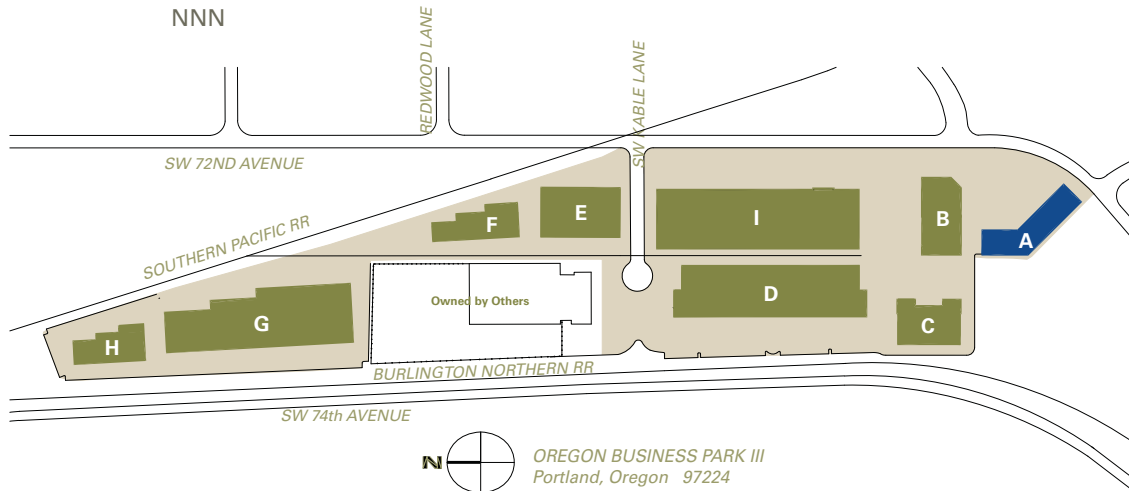 NNN
REDWOOD LANE
SW KABLE LANE
SW 72ND AVENUE
SOUTHERN PACIFIC RR
A
B
C
D
E
F
G
H
I
Owned by Others
BURLINGTON NORTHERN RR
SW 74th AVENUE
N
OREGON BUSINESS PARK III
Portland, Oregon 97224